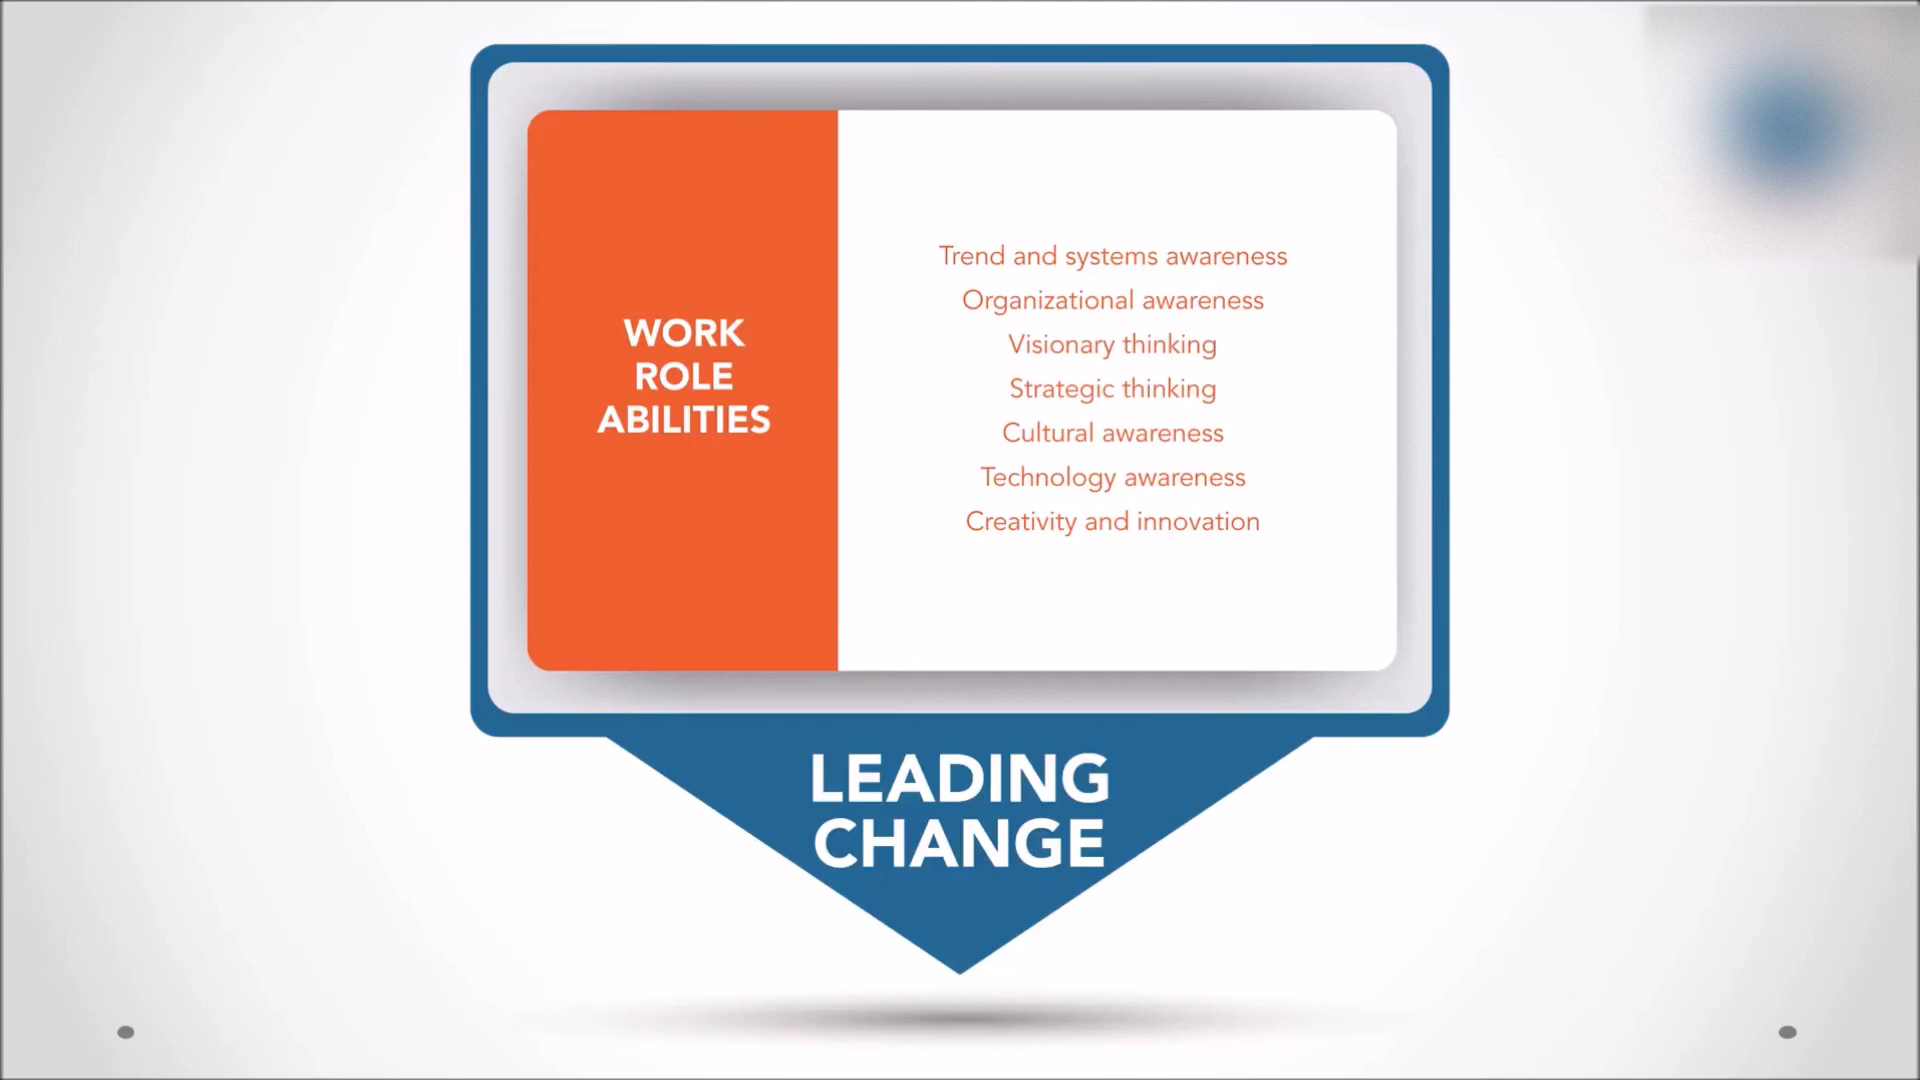 WORK
ROLE
ABILITIES
Trend and systems awareness
Organizational awareness
Visionary thinking
Strategic thinking
Cultural awareness
Technology awareness
Creativity and innovation
LEADING
CHANGE